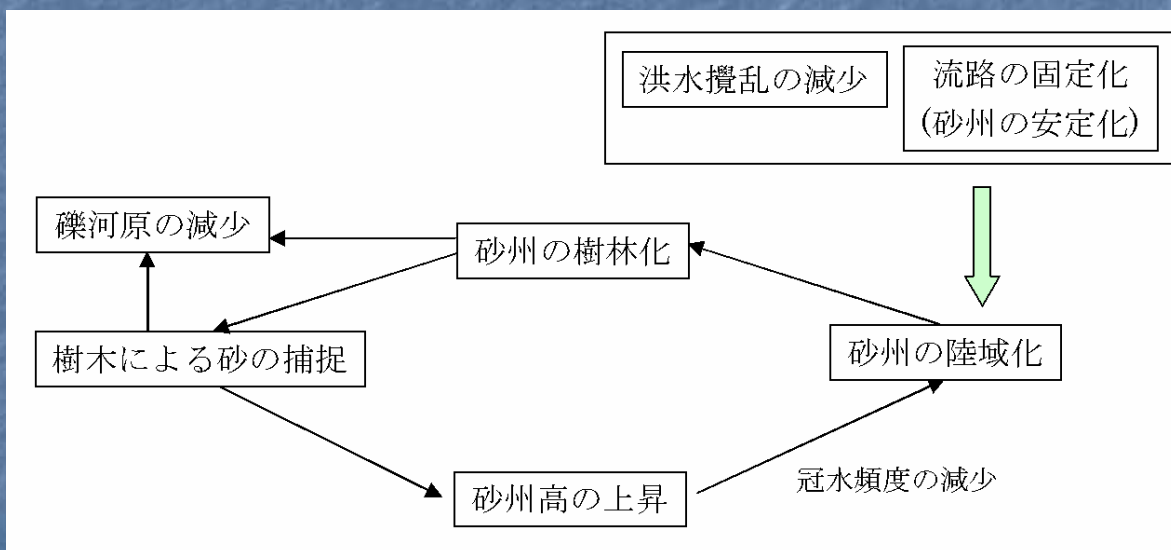 洪水攪乱の減少
流路の固定化
(砂州の安定化)
礫河原の減少
砂州の樹林化
樹木による砂の捕捉
砂州の陸域化
砂州高の上昇
冠水頻度の減少